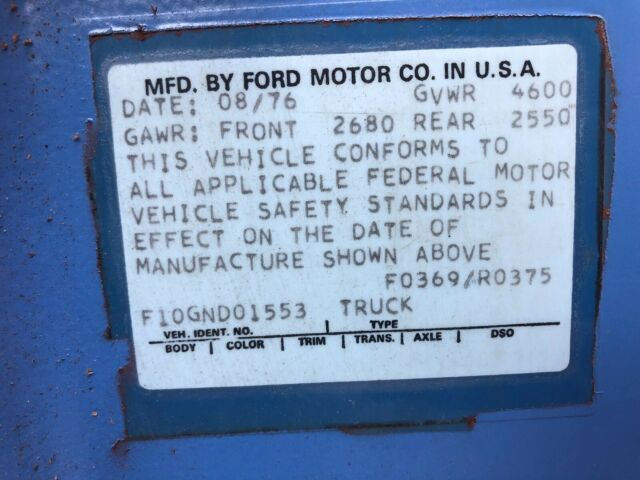 MFD. BY FORD MOTOR CO. IN U.S.A.
DATE: 08/76 GVWR 4600
GAWR: FRONT 2680 REAR 2550
THIS VEHICLE CONFORMS TO
ALL APPLICABLE FEDERAL MOTOR
VEHICLE SAFETY STANDARDS IN
EFFECT ON THE DATE OF
MANUFACTURE SHOWN ABOVE
F0369/R0375
F10GND01553 TRUCK
VEH. IDENT. NO. TYPE
BODY COLOR TRIM TRANS. AXLE DSO